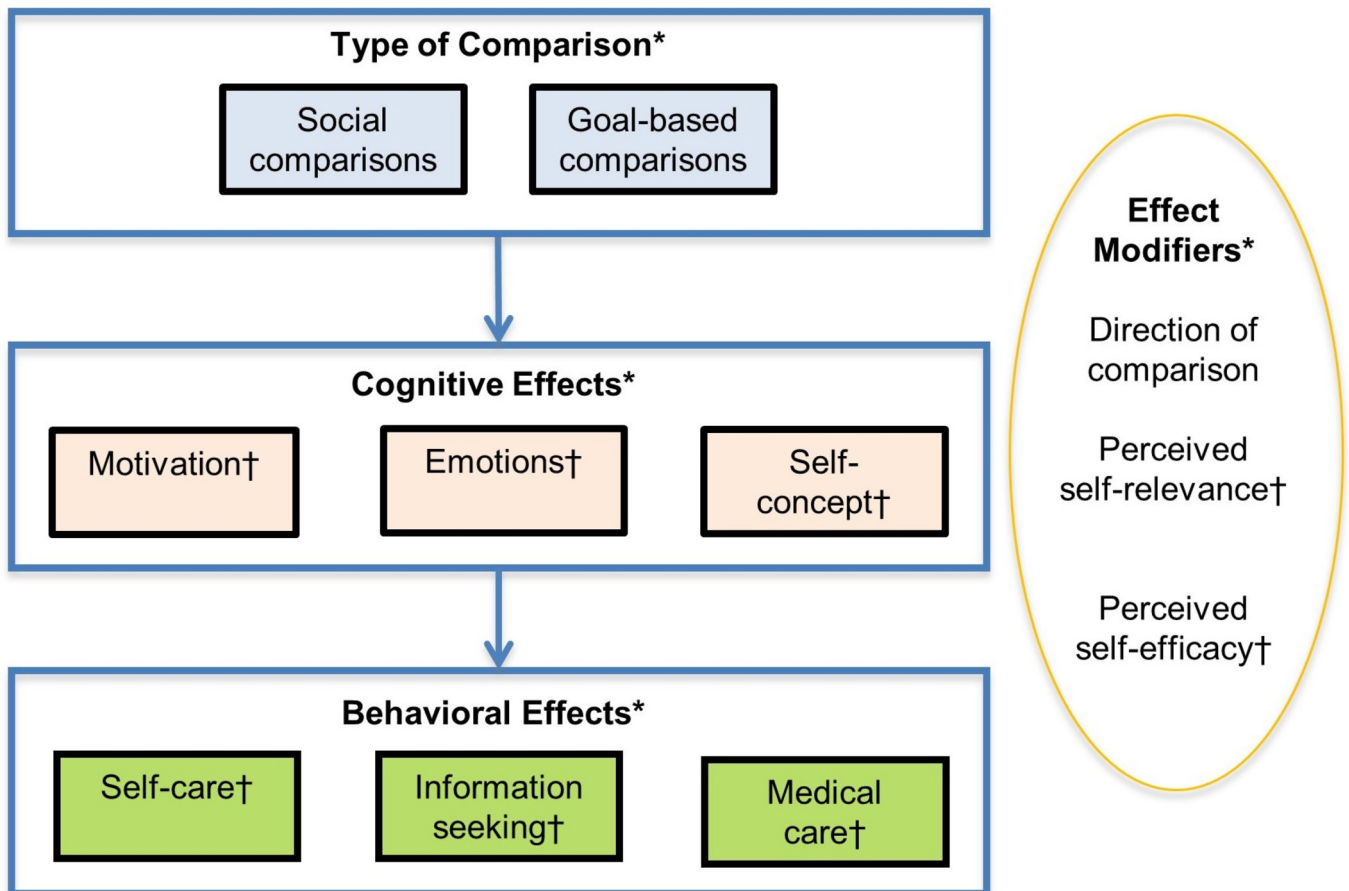 Type of Comparison*
Social
comparisons
Goal-based
comparisons
Cognitive Effects*
Motivation†
Emotions†
Self-
concept†
Behavioral Effects*
Self-care†
Information
seeking†
Medical
care†
Effect
Modifiers*
Direction of
comparison
Perceived
self-relevance†
Perceived
self-efficacy†